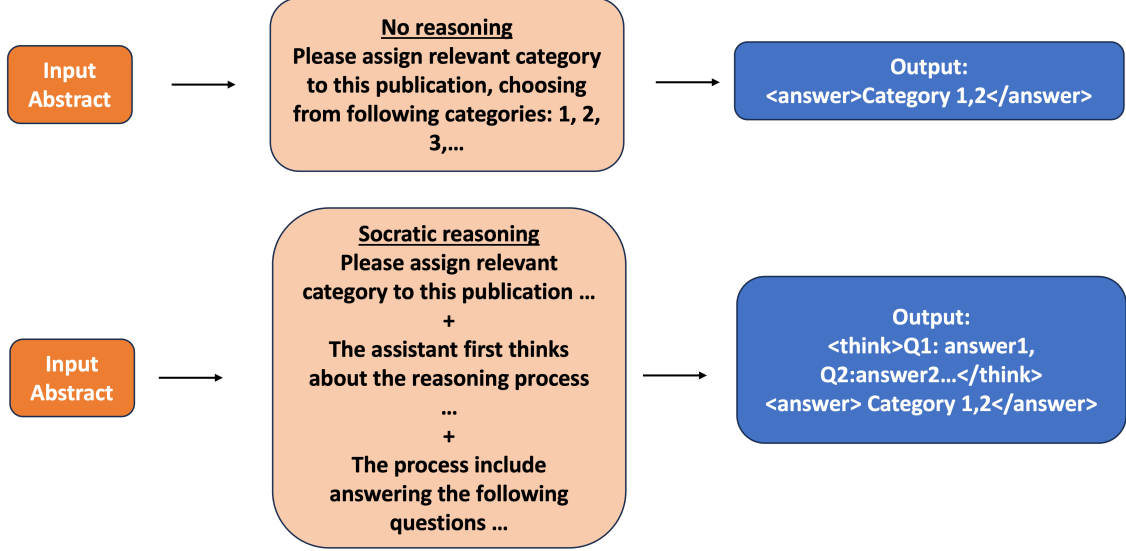 Input
Abstract
No reasoning
Please assign relevant category
to this publication, choosing
from following categories: 1, 2,
3,...
Output:
<answer>Category 1,2</answer>
Input
Abstract
Socratic reasoning
Please assign relevant
category to this publication ...
+
The assistant first thinks
about the reasoning process
...
+
The process include
answering the following
questions ...
Output:
<think>Q1: answer1,
Q2:answer2...</think>
<answer> Category 1,2</answer>